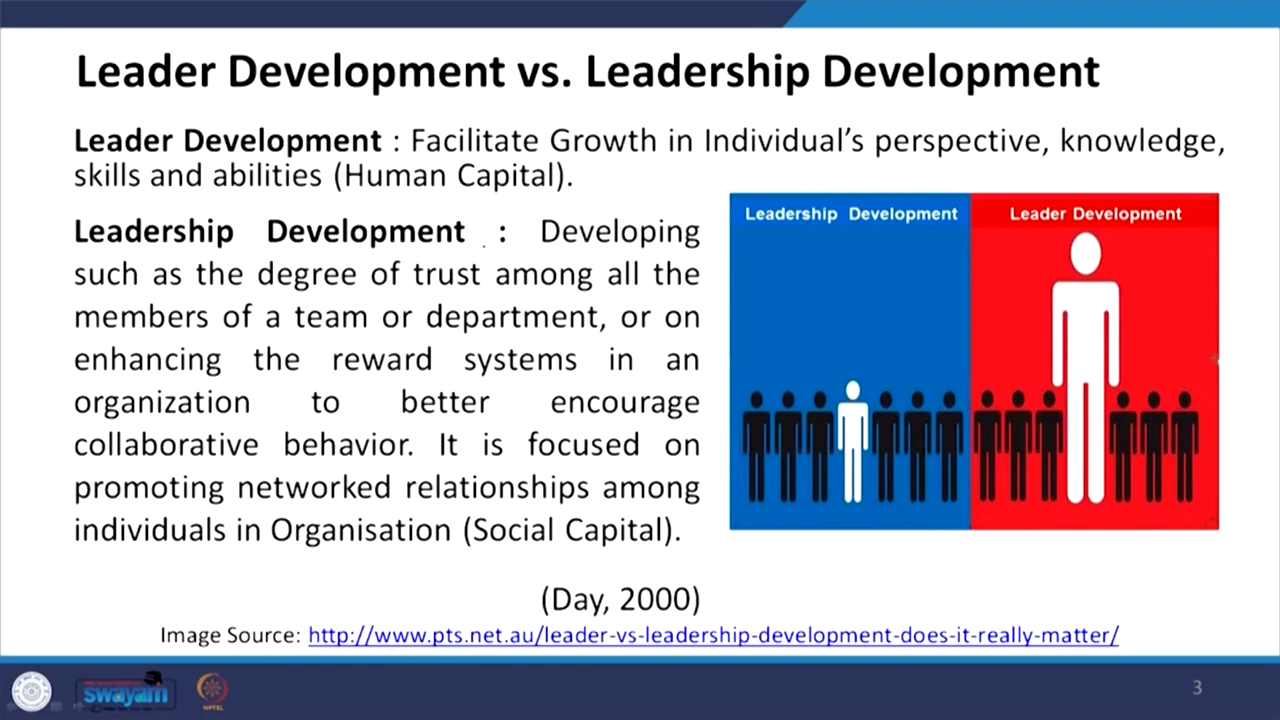 Leader Development vs. Leadership Development
Leader Development : Facilitate Growth in Individual’s perspective, knowledge,
skills and abilities (Human Capital).
Leadership Development : Developing
such as the degree of trust among all the
members of a team or department, or on
enhancing the reward systems in an
organization to better encourage
collaborative behavior. It is focused on
promoting networked relationships among
individuals in Organisation (Social Capital).
Leadership Development
Leader Development
(Day, 2000)
Image Source: http://www.pts.net.au/leader-vs-leadership-development-does-it-really-matter/
swayam
NPTEL
3